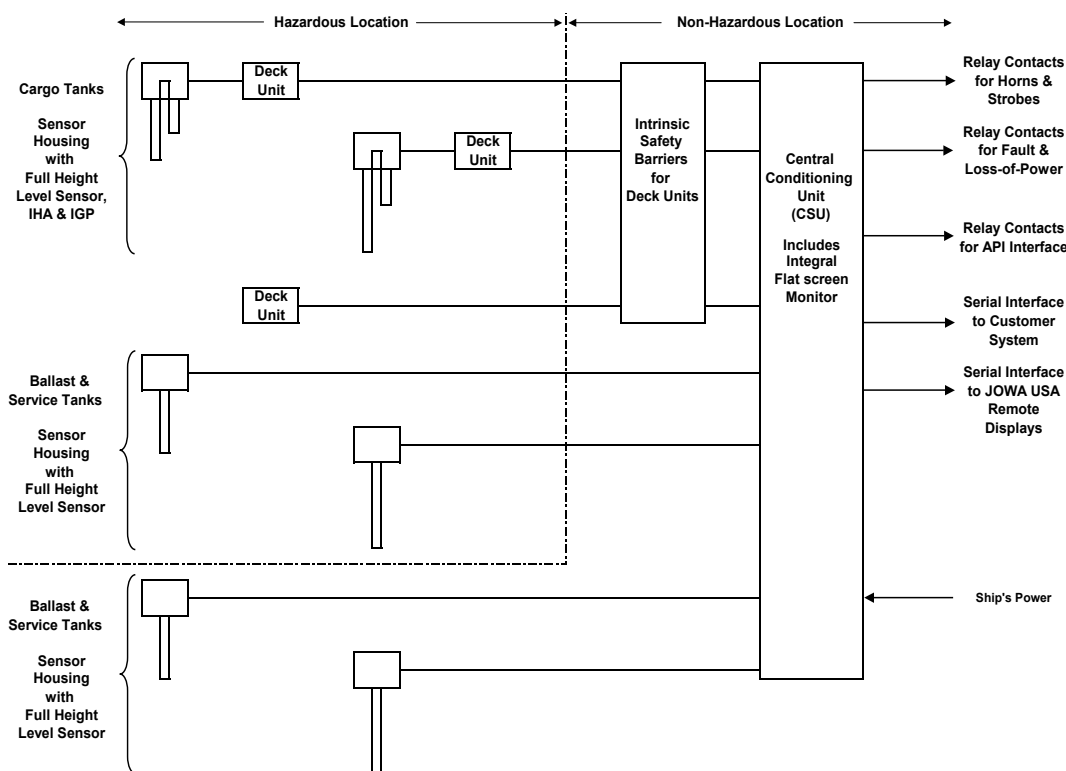 Hazardous Location
Non-Hazardous Location
Cargo Tanks
Sensor
Housing
with
Full Height
Level Sensor,
IHA & IGP
Deck
Unit
Deck
Unit
Deck
Unit
Intrinsic
Safety
Barriers
for
Deck Units
Central
Conditioning
Unit
(CSU)
Includes
Integral
Flat screen
Monitor
Relay Contacts
for Horns &
Strobes
Relay Contacts
for Fault &
Loss-of-Power
Relay Contacts
for API Interface
Serial Interface
to Customer
System
Serial Interface
to JOWA USA
Remote
Displays
Ballast &
Service Tanks
Sensor
Housing
with
Full Height
Level Sensor
Ballast &
Service Tanks
Sensor
Housing
with
Full Height
Level Sensor
Ship's Power